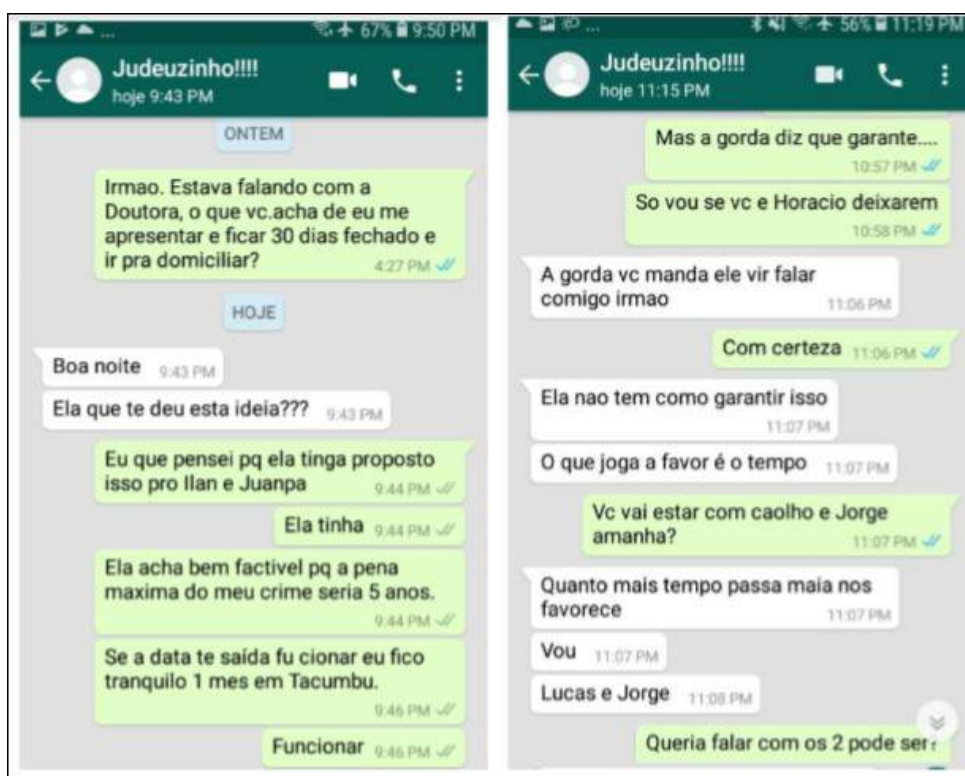 ... 67% 9:50 PM
Judeuzinho!!!!
hoje 9:43 PM
ONTEM
Irmao. Estava falando com a
Doutora, o que vc.acha de eu me
apresentar e ficar 30 dias fechado e
ir pra domiciliar?
4:27 PM
HOJE
Boa noite 9:43 PM
Ela que te deu esta ideia??? 9:43 PM
Eu que pensei pq ela tinga proposto
isso pro Ilan e Juanpa 9:44 PM
Ela tinha 9:44 PM
Ela acha bem factivel pq a pena
maxima do meu crime seria 5 anos.
9:44 PM
Se a data te saída fu cionar eu fico
tranquilo 1 mes em Tacumbu.
9:46 PM
Funcionar 9:46 PM
... 56% 11:19 PM
Judeuzinho!!!!
hoje 11:15 PM
Mas a gorda diz que garante....
10:57 PM
So vou se vc e Horacio deixarem
10:58 PM
A gorda vc manda ele vir falar
comigo irmao 11:06 PM
Com certeza 11:06 PM
Ela nao tem como garantir isso
11:07 PM
O que joga a favor é o tempo 11:07 PM
Vc vai estar com caolho e Jorge
amanha? 11:07 PM
Quanto mais tempo passa maia nos
favorece 11:07 PM
Vou 11:07 PM
Lucas e Jorge 11:08 PM
Queria falar com os 2 pode ser?